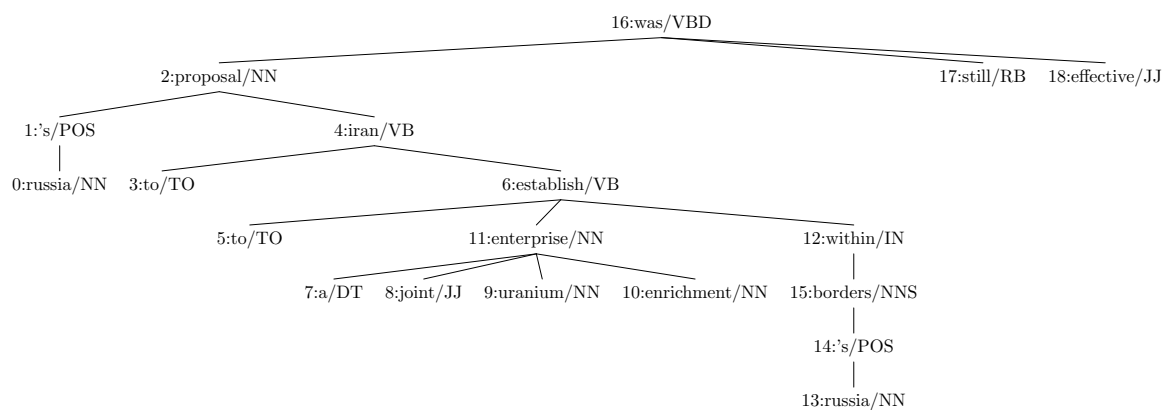 16:was/VBD
2:proposal/NN 17:still/RB 18:effective/JJ
1:'s/POS 4:iran/VB
0:russia/NN 3:to/TO 6:establish/VB
5:to/TO 11:enterprise/NN 12:within/IN
7:a/DT 8:joint/JJ 9:uranium/NN 10:enrichment/NN 15:borders/NNS
14:'s/POS
13:russia/NN